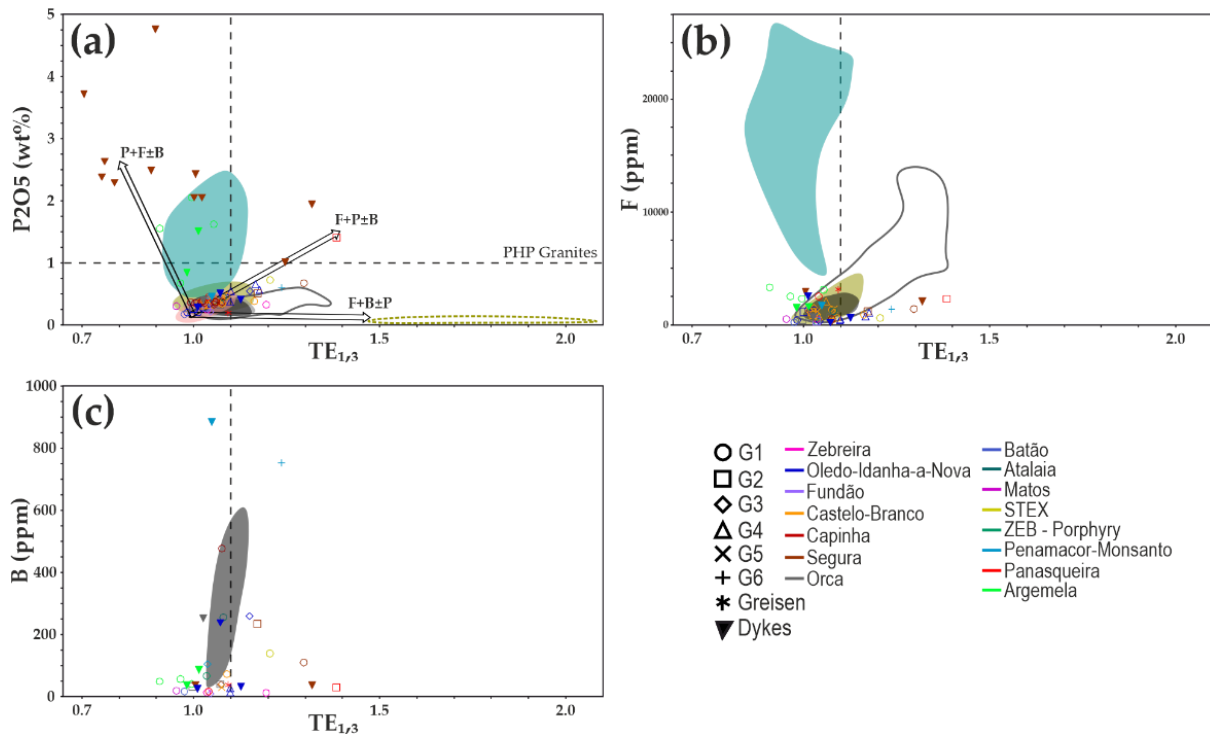 (a)
P2O5 (wt%)
5
4
3
2
1
0
P+F±B
F+P±B
PHP Granites
F+B±P
0.7
1.0
1.5
2.0
TE1,3
(b)
F (ppm)
20000
10000
0
0.7
1.0
1.5
2.0
TE1,3
(c)
B (ppm)
1000
800
600
400
200
0
0.7
1.0
1.5
2.0
TE1,3
G1
G2
G3
G4
G5
G6
Greisen
Dykes
Zebreira
Oledo-Idanha-a-Nova
Fundão
Castelo-Branco
Capinha
Segura
Orca
Batão
Atalaia
Matos
STEX
ZEB - Porphyry
Penamacor-Monsanto
Panasqueira
Argemela